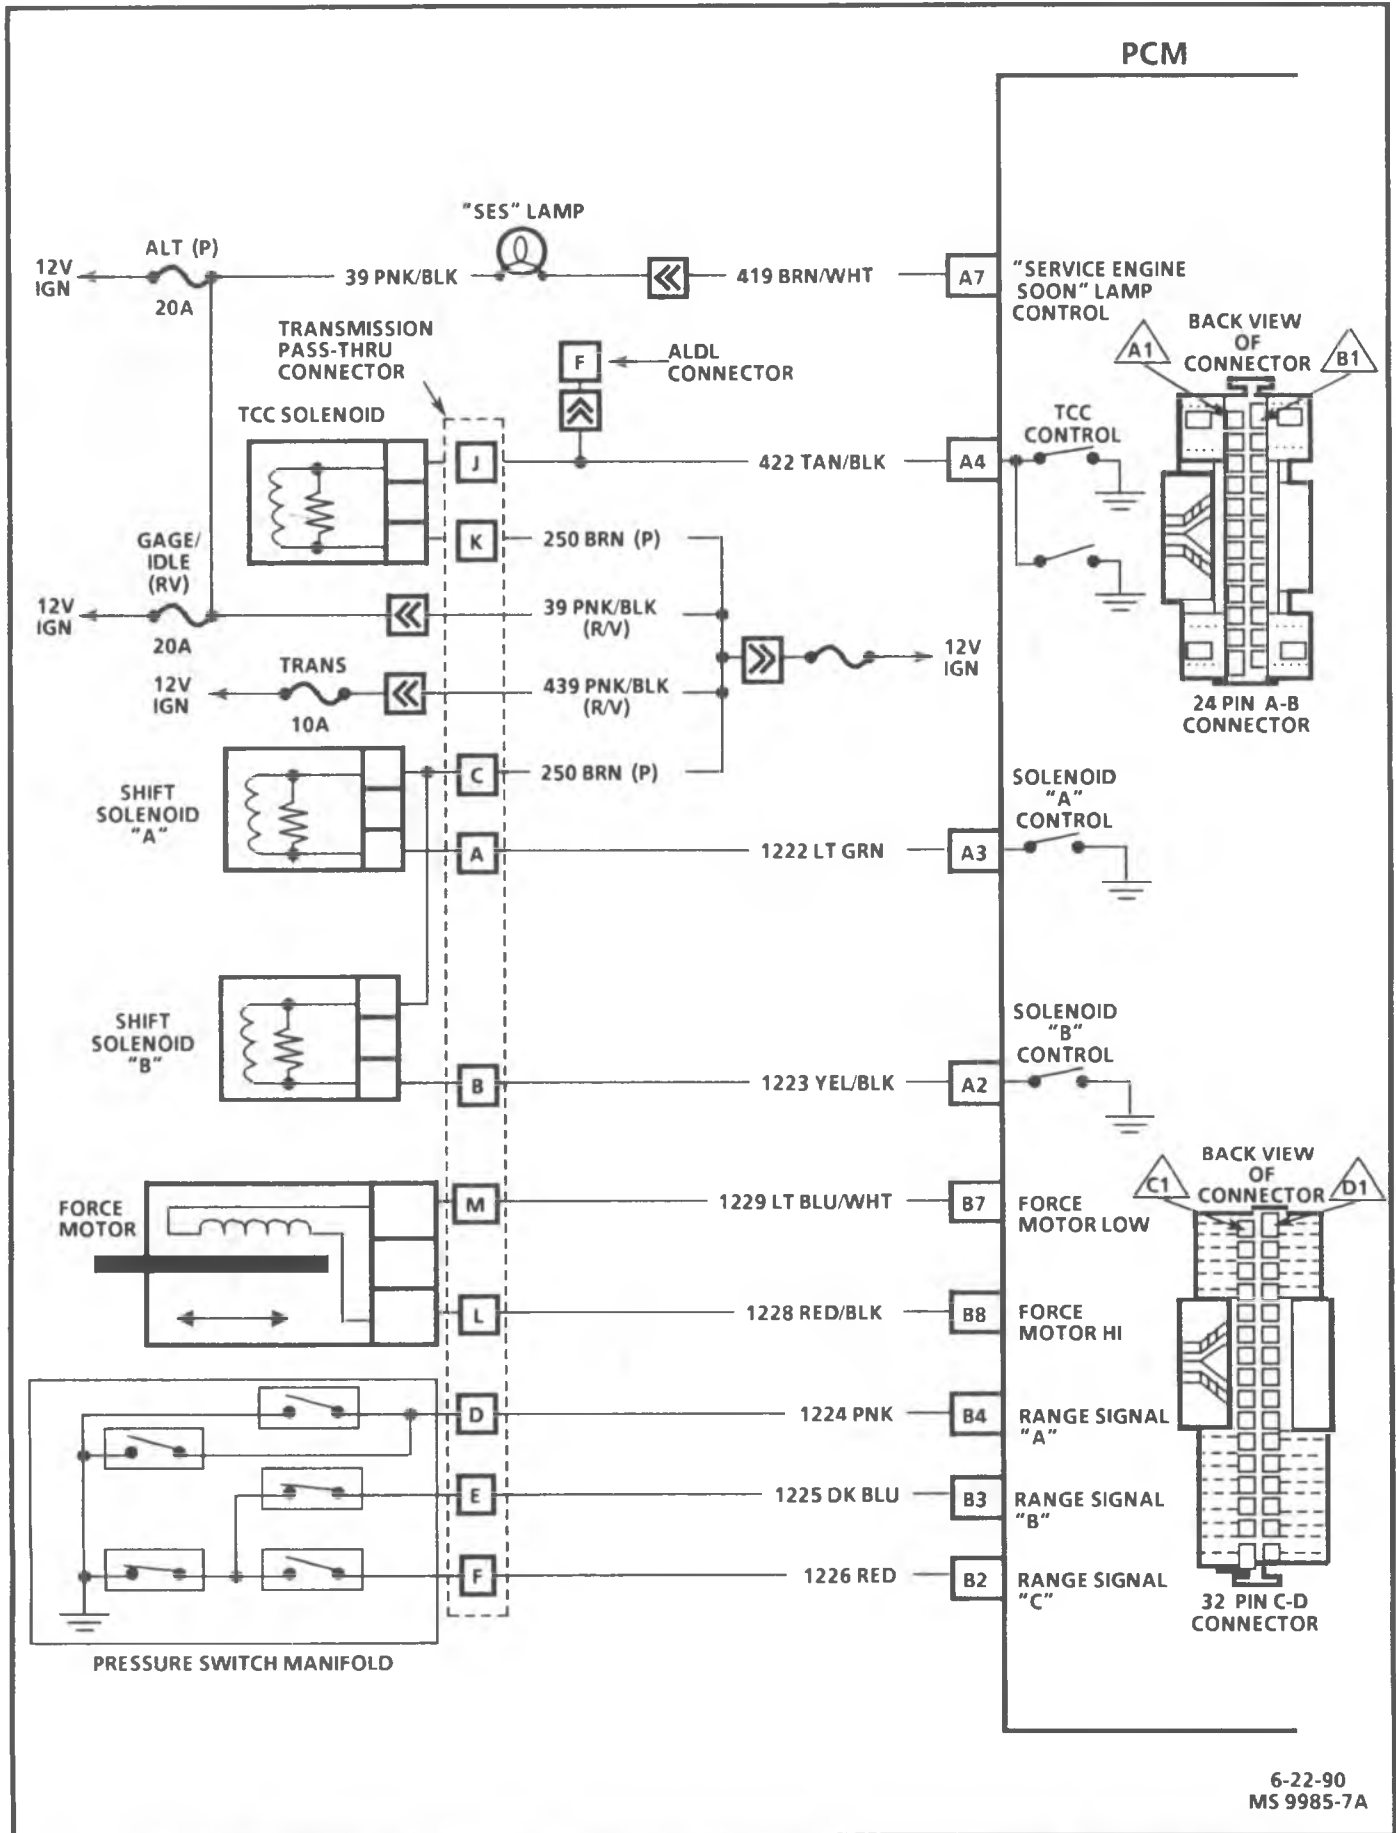 PCM
"SES" LAMP
ALT (P)
12V
IGN
20A
39 PNK/BLK
419 BRN/WHT
A7
"SERVICE ENGINE
SOON" LAMP
CONTROL
TRANSMISSION
PASS-THRU
CONNECTOR
F
ALDL
CONNECTOR
BACK VIEW
OF
CONNECTOR
A1
B1
TCC SOLENOID
J
422 TAN/BLK
A4
TCC
CONTROL
K
250 BRN (P)
GAGE/
IDLE
(RV)
12V
IGN
20A
39 PNK/BLK
(R/V)
12V
IGN
TRANS
12V
IGN
10A
439 PNK/BLK
(R/V)
24 PIN A-B
CONNECTOR
C
250 BRN (P)
SHIFT
SOLENOID
"A"
SOLENOID
"A"
CONTROL
A
1222 LT GRN
A3
SHIFT
SOLENOID
"B"
SOLENOID
"B"
CONTROL
B
1223 YEL/BLK
A2
BACK VIEW
OF
CONNECTOR
C1
D1
FORCE
MOTOR
M
1229 LT BLU/WHT
B7
FORCE
MOTOR LOW
L
1228 RED/BLK
B8
FORCE
MOTOR HI
D
1224 PNK
B4
RANGE SIGNAL
"A"
E
1225 DK BLU
B3
RANGE SIGNAL
"B"
F
1226 RED
B2
RANGE SIGNAL
"C"
32 PIN C-D
CONNECTOR
PRESSURE SWITCH MANIFOLD
6-22-90
MS 9985-7A